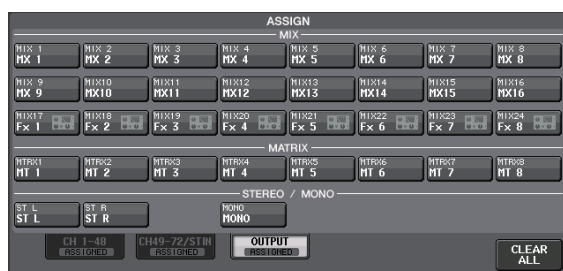 ASSIGN
MIX
MIX 1 MIX 2 MIX 3 MIX 4 MIX 5 MIX 6 MIX 7 MIX 8
MX 1 MX 2 MX 3 MX 4 MX 5 MX 6 MX 7 MX 8
MIX 9 MIX10 MIX11 MIX12 MIX13 MIX14 MIX15 MIX16
MX 9 MX10 MX11 MX12 MX13 MX14 MX15 MX16
MIX17 MIX18 MIX19 MIX20 MIX21 MIX22 MIX23 MIX24
Fx 1 Fx 2 Fx 3 Fx 4 Fx 5 Fx 6 Fx 7 Fx 8
MATRIX
MTRX1 MTRX2 MTRX3 MTRX4 MTRX5 MTRX6 MTRX7 MTRX8
MT 1 MT 2 MT 3 MT 4 MT 5 MT 6 MT 7 MT 8
STEREO / MONO
ST L ST R MONO
ST L ST R MONO
CH 1-48 CH49-72/STIN OUTPUT
ASSIGNED ASSIGNED ASSIGNED
CLEAR
ALL